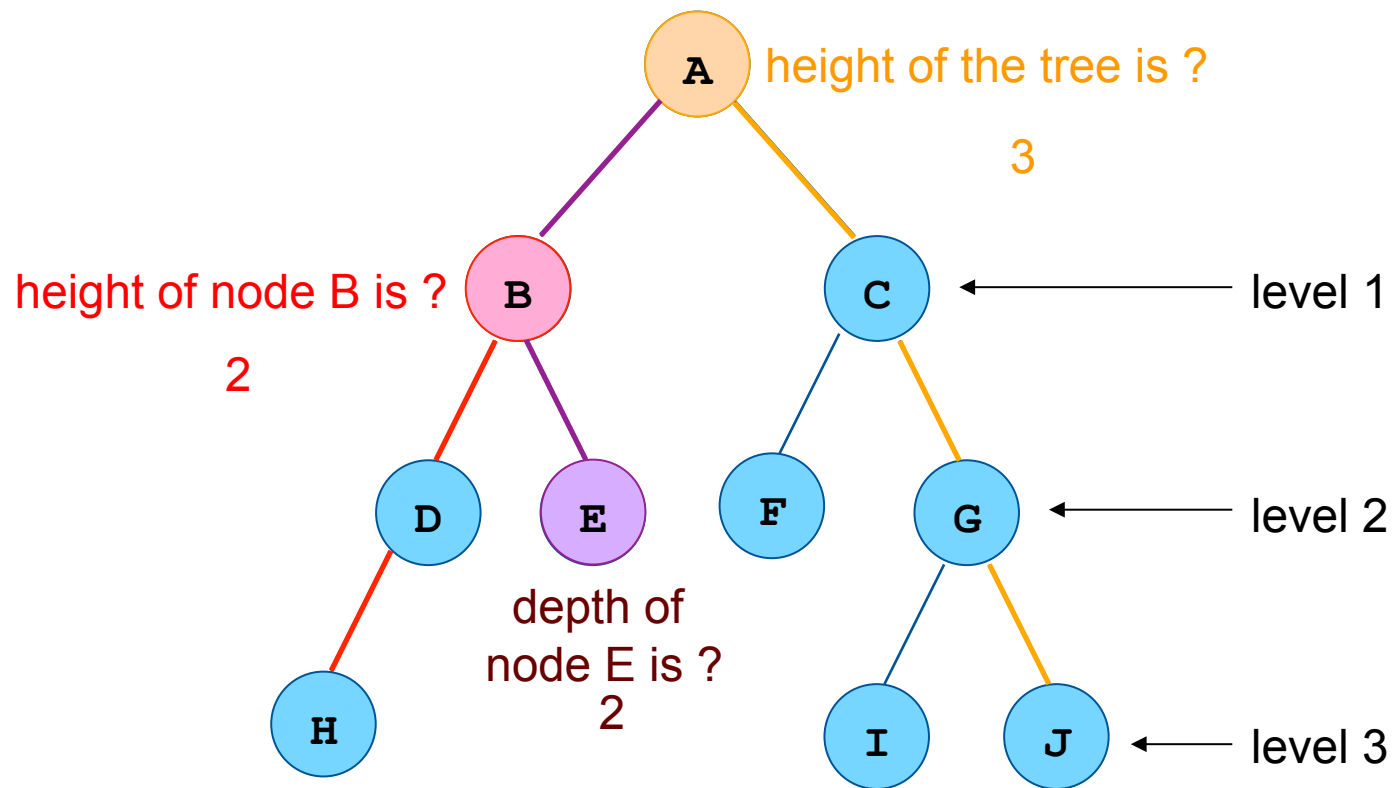 A
height of the tree is ?
3
height of node B is ?
B
C
level 1
2
D
E
F
G
level 2
depth of
node E is ?
2
H
I
J
level 3